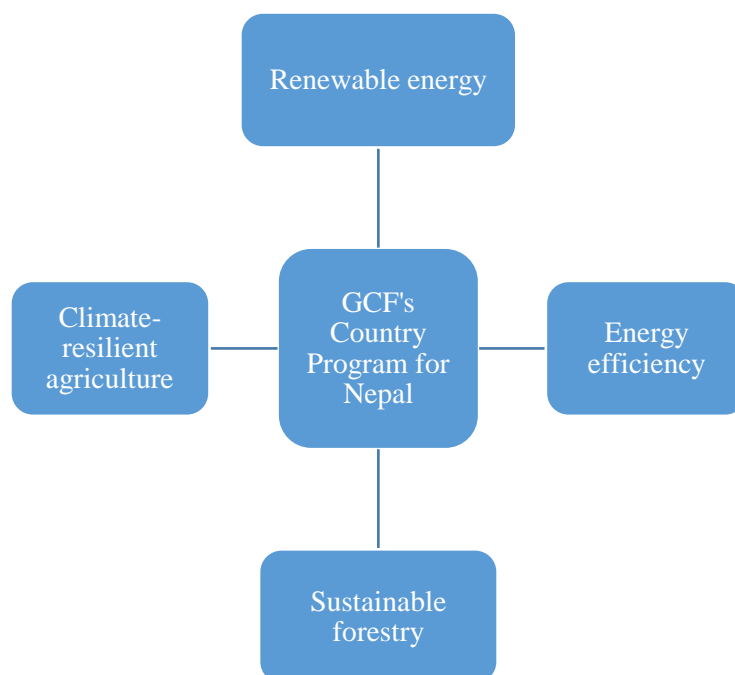 Renewable energy
Climate-
resilient
agriculture
GCF's
Country
Program for
Nepal
Energy
efficiency
Sustainable
forestry